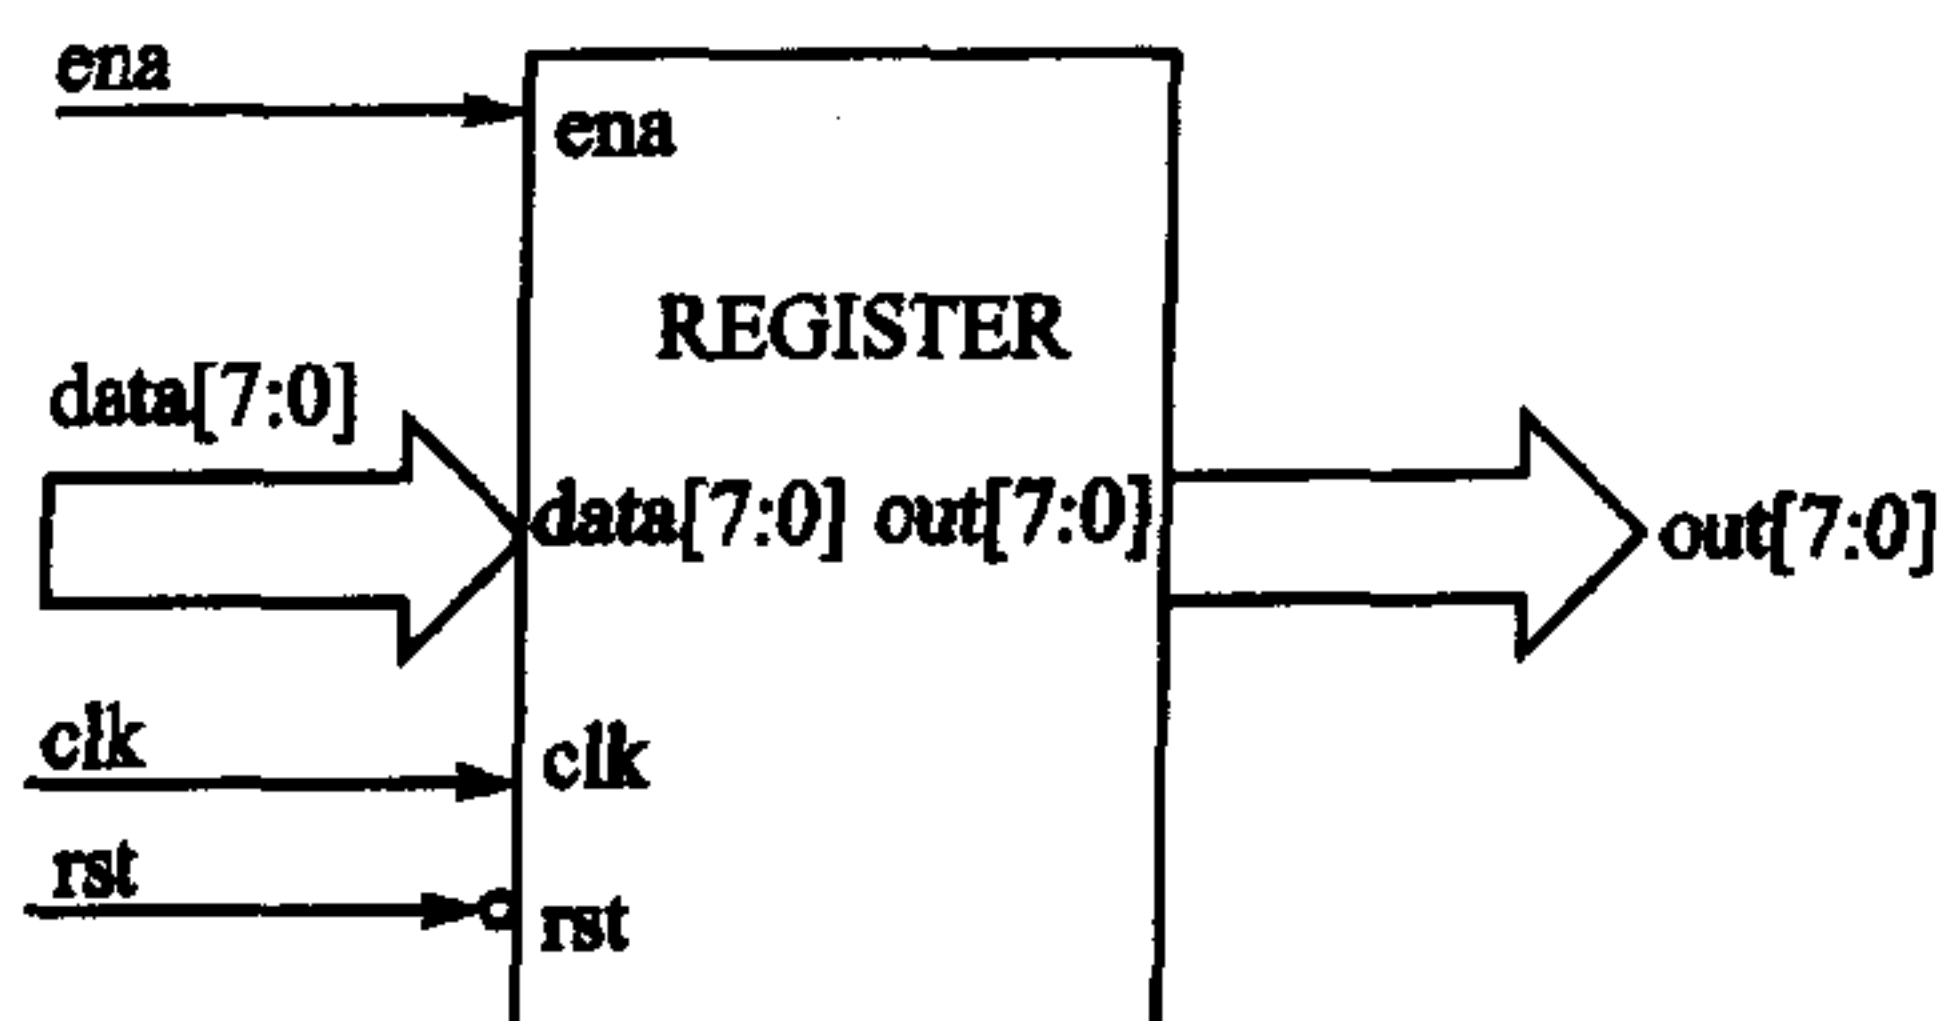 ena
ena
REGISTER
data[7:0]
data[7:0] out[7:0]
out[7:0]
clk
clk
rst
rst